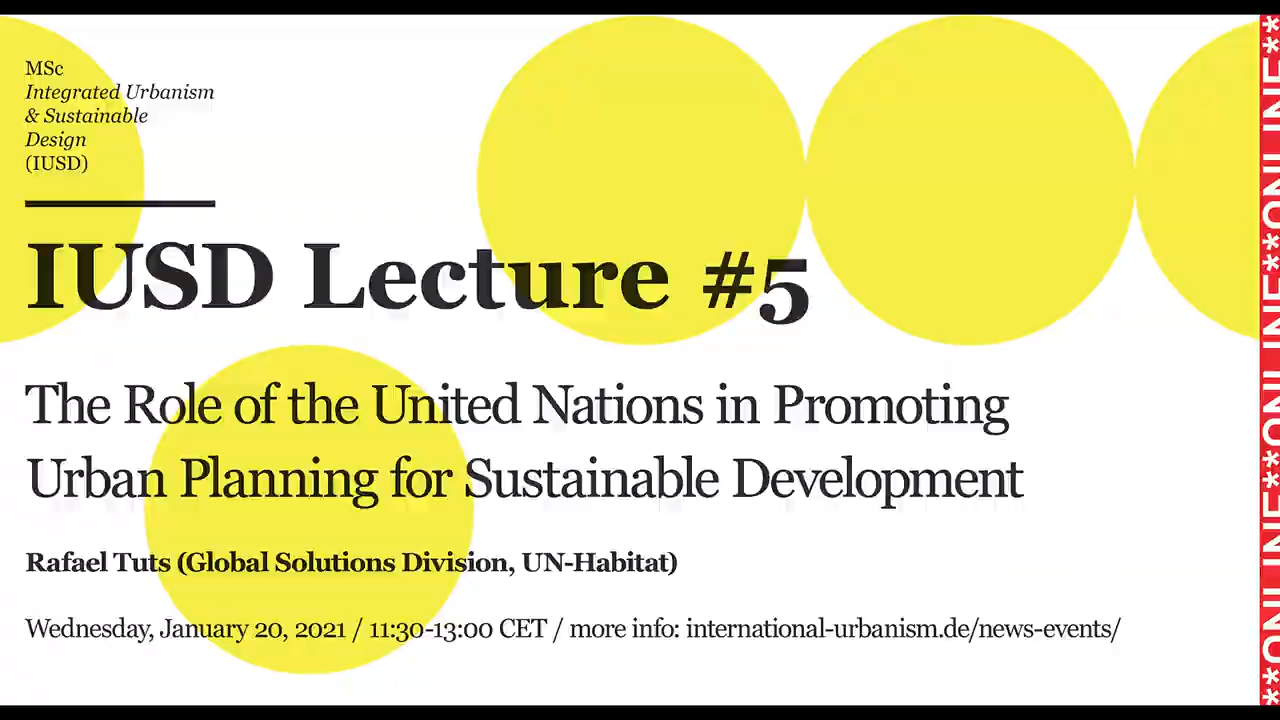 MSc
Integrated Urbanism
& Sustainable
Design
(IUSD)
IUSD Lecture #5
The Role of the United Nations in Promoting
Urban Planning for Sustainable Development
Rafael Tuts (Global Solutions Division, UN-Habitat)
Wednesday, January 20, 2021 / 11:30-13:00 CET / more info: international-urbanism.de/news-events/
**ONLINE**ONLINE**ONLINE**